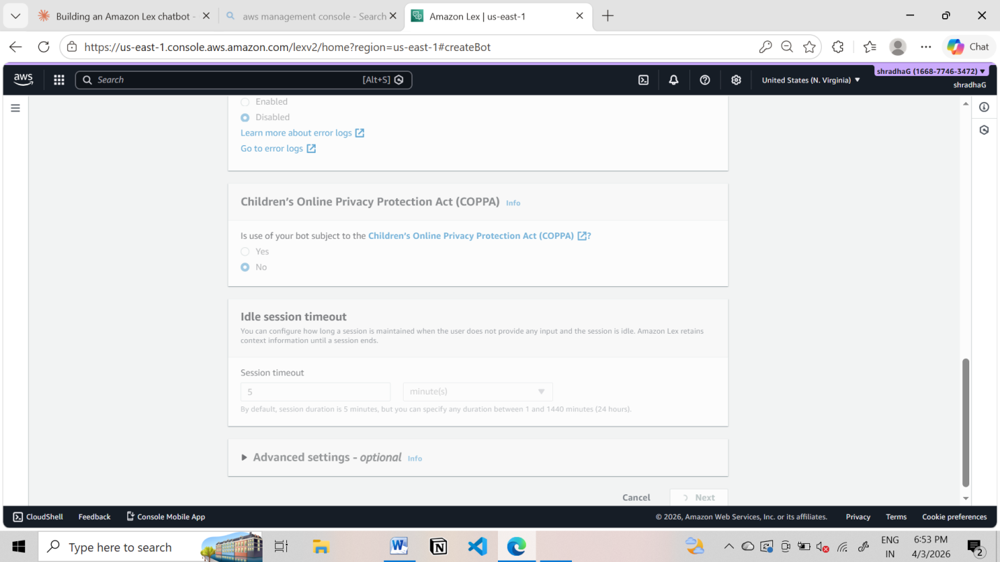 Building an Amazon Lex chatbot -
aws management console - Search
Amazon Lex | us-east-1
https://us-east-1.console.aws.amazon.com/lexv2/home?region=us-east-1#createBot
Chat
aws
Search
[Alt+S]
United States (N. Virginia) ▼
shradhaG (1668-7746-3472) ▼
shradhaG
Enabled
Disabled
Learn more about error logs
Go to error logs
Children's Online Privacy Protection Act (COPPA) Info
Is use of your bot subject to the Children's Online Privacy Protection Act (COPPA) ?
Yes
No
Idle session timeout
You can configure how long a session is maintained when the user does not provide any input and the session is idle. Amazon Lex retains
context information until a session ends.
Session timeout
5
minute(s)
By default, session duration is 5 minutes, but you can specify any duration between 1 and 1440 minutes (24 hours).
Advanced settings - optional Info
Cancel
Next
CloudShell
Feedback
Console Mobile App
© 2026, Amazon Web Services, Inc. or its affiliates.
Privacy
Terms
Cookie preferences
Type here to search
ENG
IN
6:53 PM
4/3/2026
2